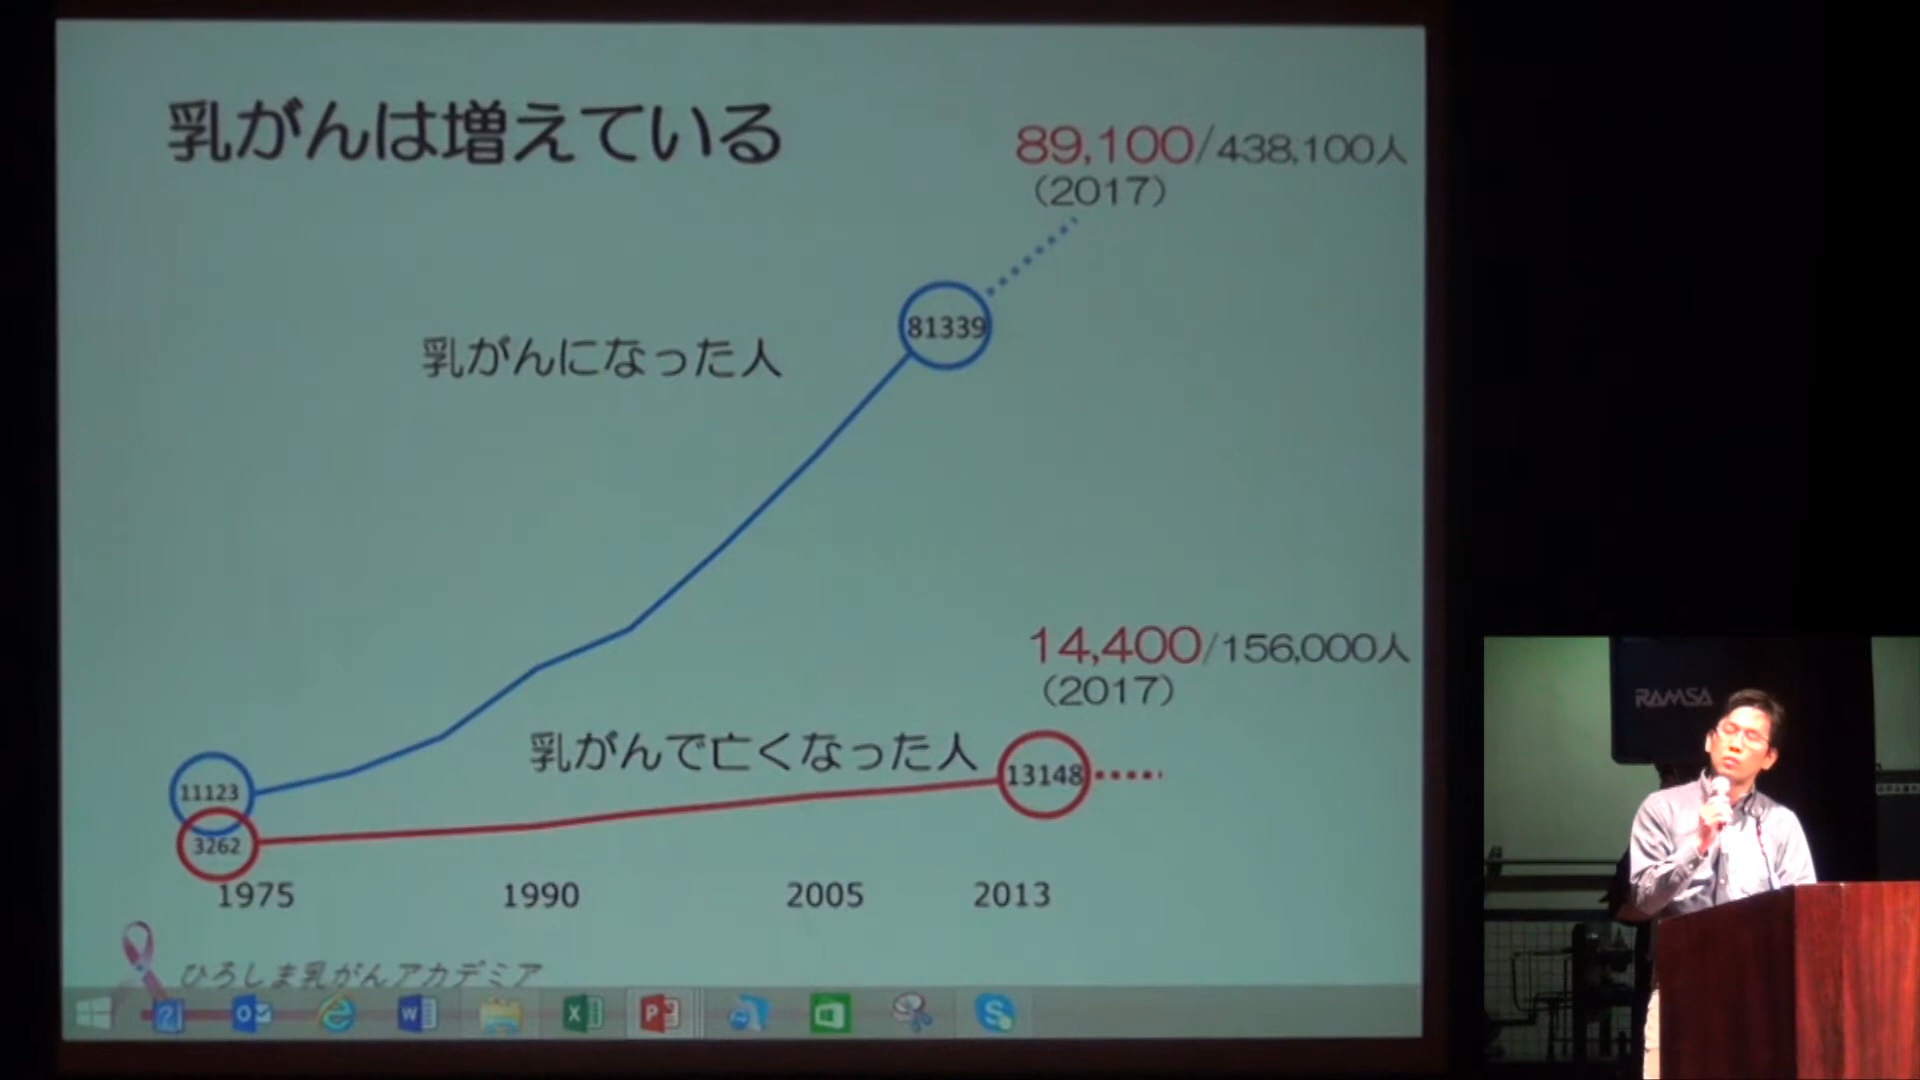 乳がんは増えている
89,100/438,100人
（2017）
81339
乳がんになった人
14,400/156,000人
（2017）
乳がんで亡くなった人
13148
11123
3262
1975 1990 2005 2013
ひろしま乳がんアカデミア
RAMSA